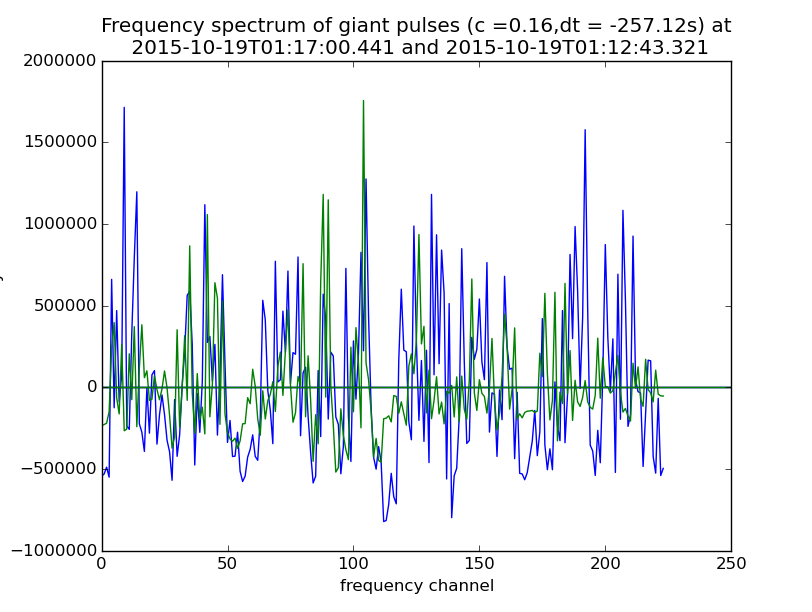 Frequency spectrum of giant pulses (c =0.16,dt = -257.12s) at
2015-10-19T01:17:00.441 and 2015-10-19T01:12:43.321
2000000
1500000
1000000
500000
0
−500000
−1000000
0 50 100 150 200 250
frequency channel